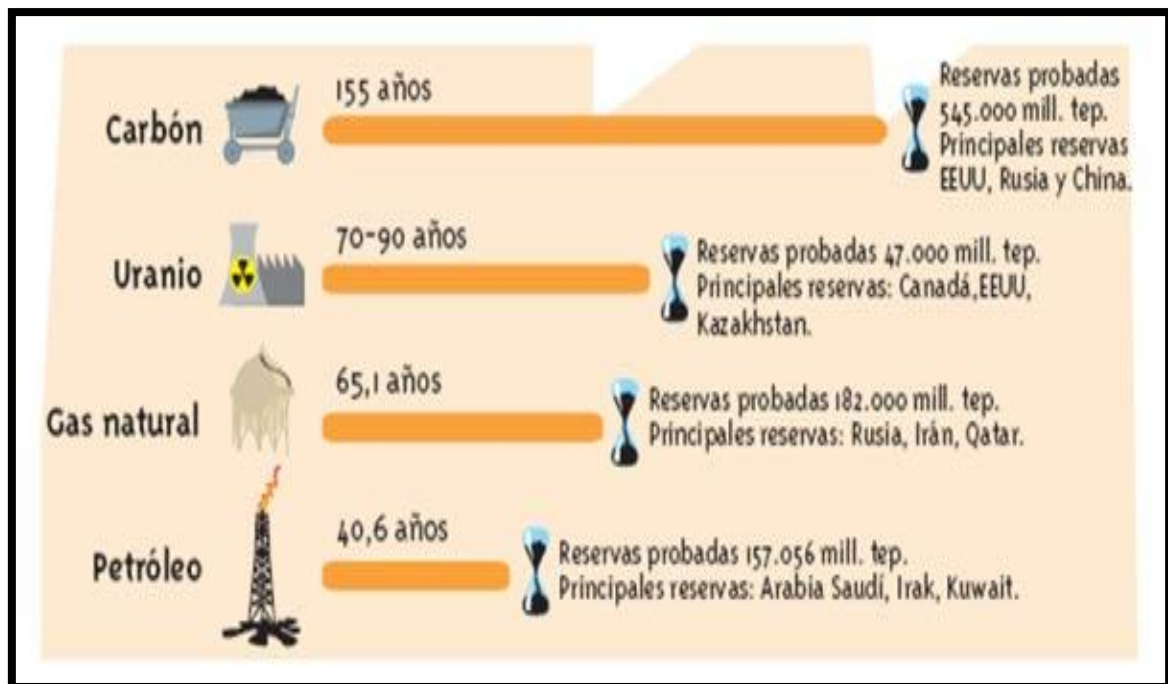 Carbón
155 años
Reservas probadas
545.000 mill. tep.
Principales reservas
EEUU, Rusia y China.
Uranio
70-90 años
Reservas probadas 47.000 mill. tep.
Principales reservas: Canadá,EEUU,
Kazakhstan.
Gas natural
65,1 años
Reservas probadas 182.000 mill. tep.
Principales reservas: Rusia, Irán, Qatar.
Petróleo
40,6 años
Reservas probadas 157.056 mill. tep.
Principales reservas: Arabia Saudí, Irak, Kuwait.